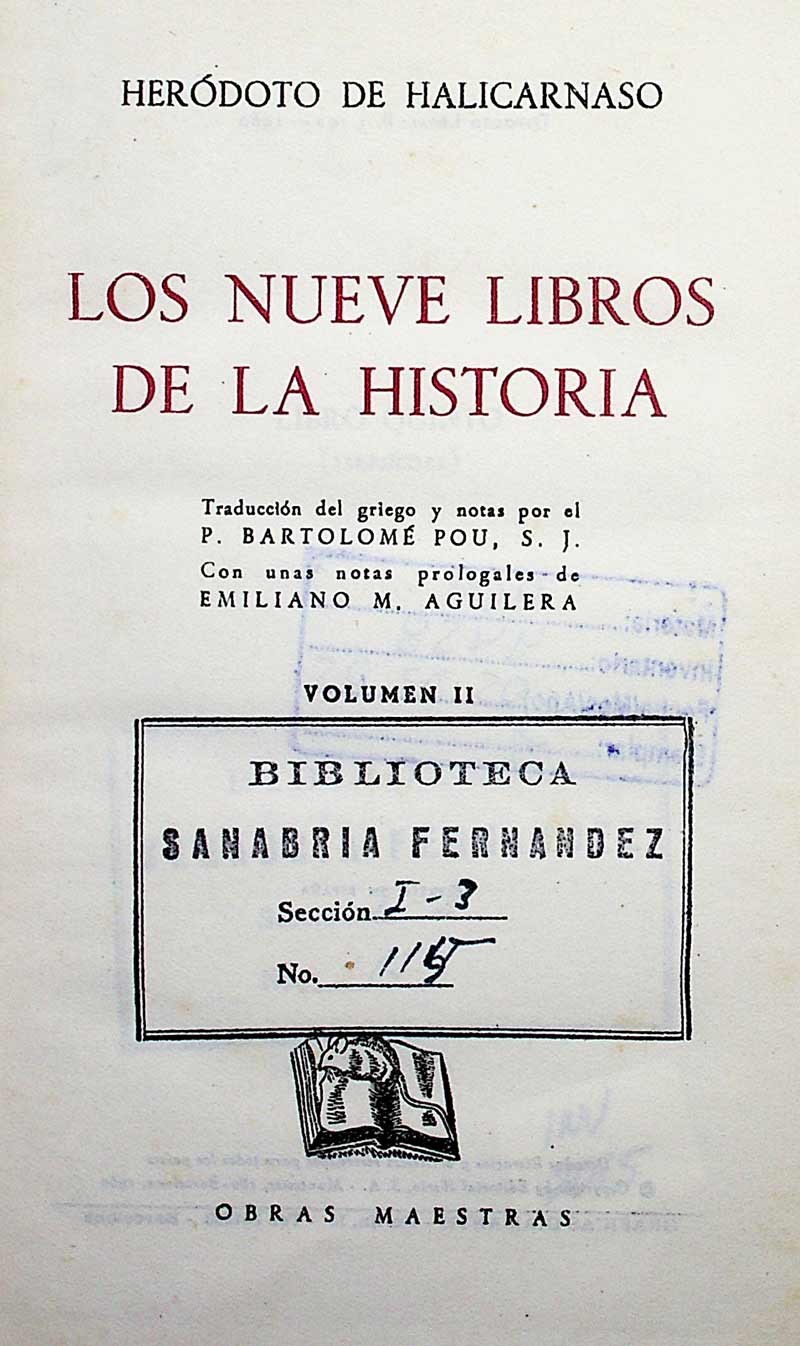 HERÓDOTO DE HALICARNASO
LOS NUEVE LIBROS
DE LA HISTORIA
Traducción del griego y notas por el
P. BARTOLOMÉ POU, S. J.
Con unas notas prologales de
EMILIANO M. AGUILERA
VOLUMEN II
BIBLIOTECA
SANABRIA FERNANDEZ
Sección I-3
No. 1165
OBRAS MAESTRAS